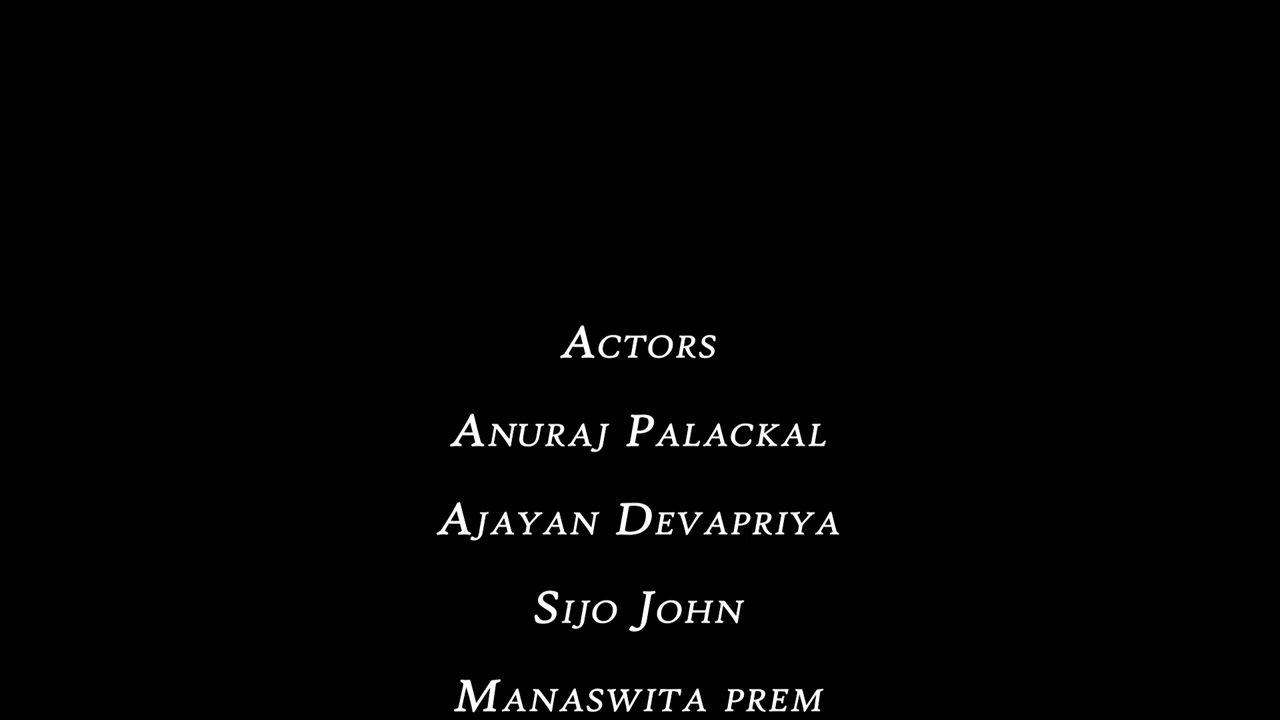 Actors
Anuraj Palackal
Ajayan Devapriya
Sijo John
Manaswita prem